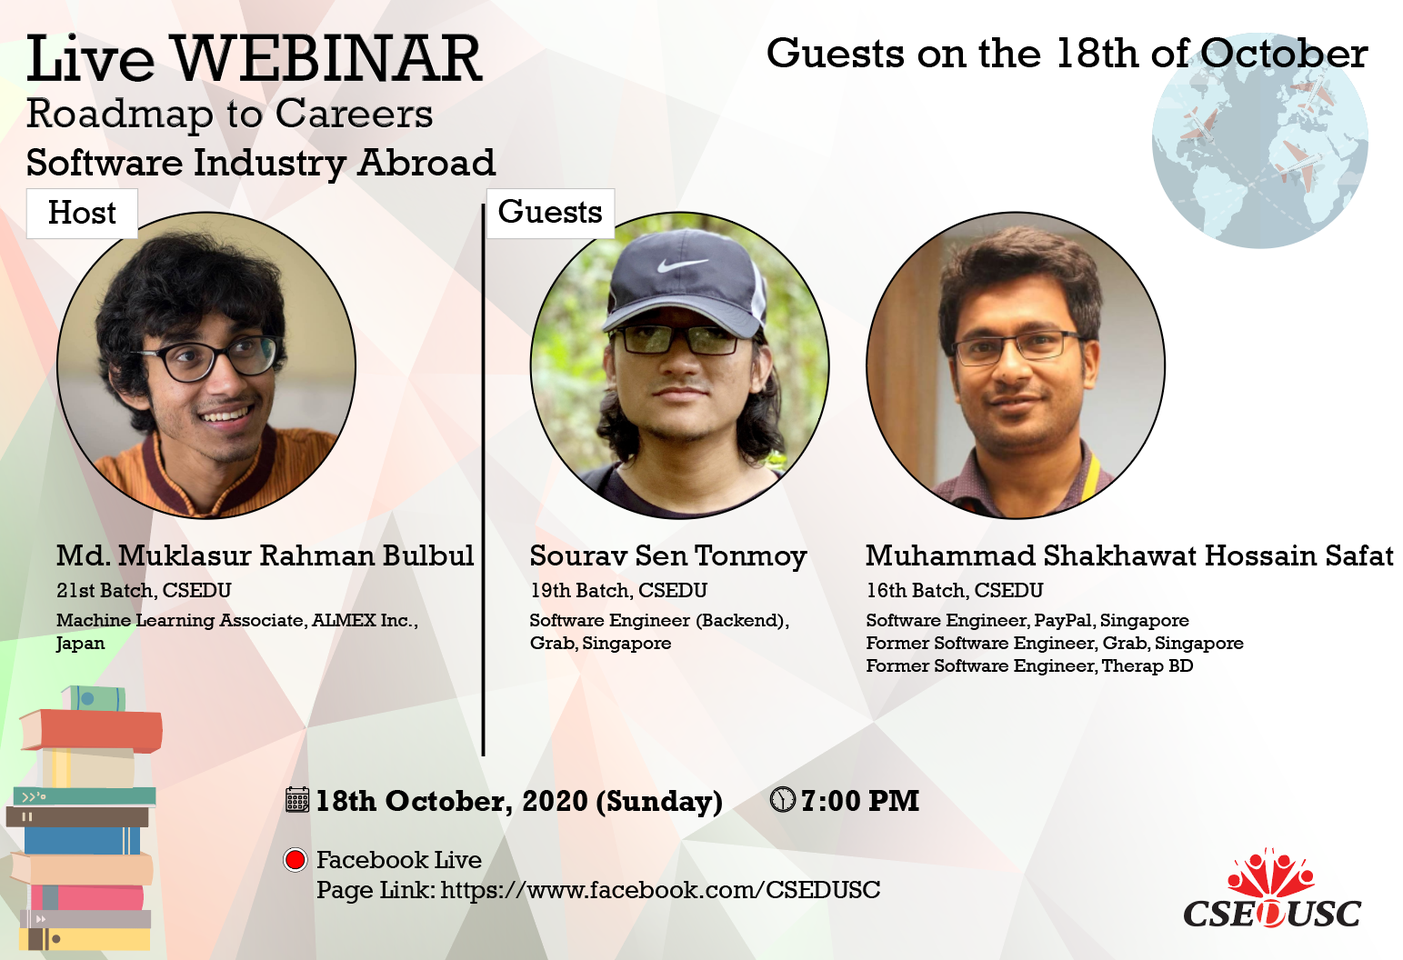 Live WEBINAR
Roadmap to Careers
Software Industry Abroad
Guests on the 18th of October
Host
Guests
Md. Muklasur Rahman Bulbul
21st Batch, CSEDU
Machine Learning Associate, ALMEX Inc.,
Japan
Sourav Sen Tonmoy
19th Batch, CSEDU
Software Engineer (Backend),
Grab, Singapore
Muhammad Shakhawat Hossain Safat
16th Batch, CSEDU
Software Engineer, PayPal, Singapore
Former Software Engineer, Grab, Singapore
Former Software Engineer, Therap BD
18th October, 2020 (Sunday)
7:00 PM
Facebook Live
Page Link: https://www.facebook.com/CSEDUSC
CSEDUSC